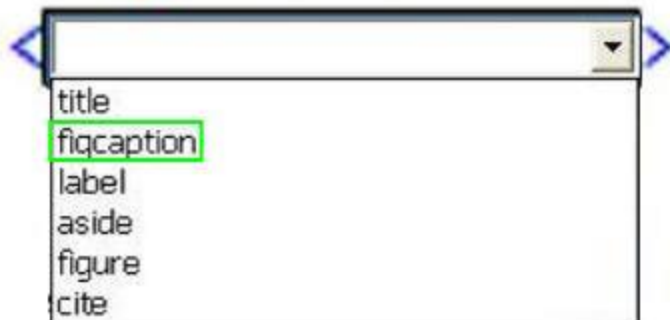 < >
title
figcaption
label
aside
figure
cite